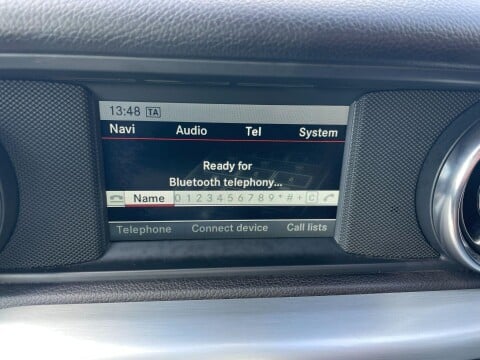 13:48 TA
Navi Audio Tel System
Ready for
Bluetooth telephony...
Name 0 1 2 3 4 5 6 7 8 9 * # + C
Telephone Connect device Call lists